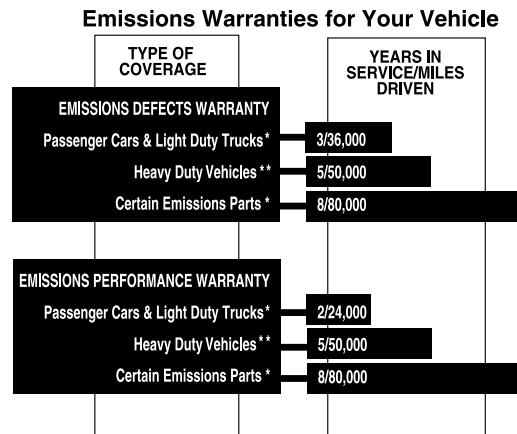 Emissions Warranties for Your Vehicle
TYPE OF
COVERAGE
YEARS IN
SERVICE/MILES
DRIVEN
EMISSIONS DEFECTS WARRANTY
Passenger Cars & Light Duty Trucks* 3/36,000
Heavy Duty Vehicles ** 5/50,000
Certain Emissions Parts * 8/80,000
EMISSIONS PERFORMANCE WARRANTY
Passenger Cars & Light Duty Trucks* 2/24,000
Heavy Duty Vehicles ** 5/50,000
Certain Emissions Parts * 8/80,000